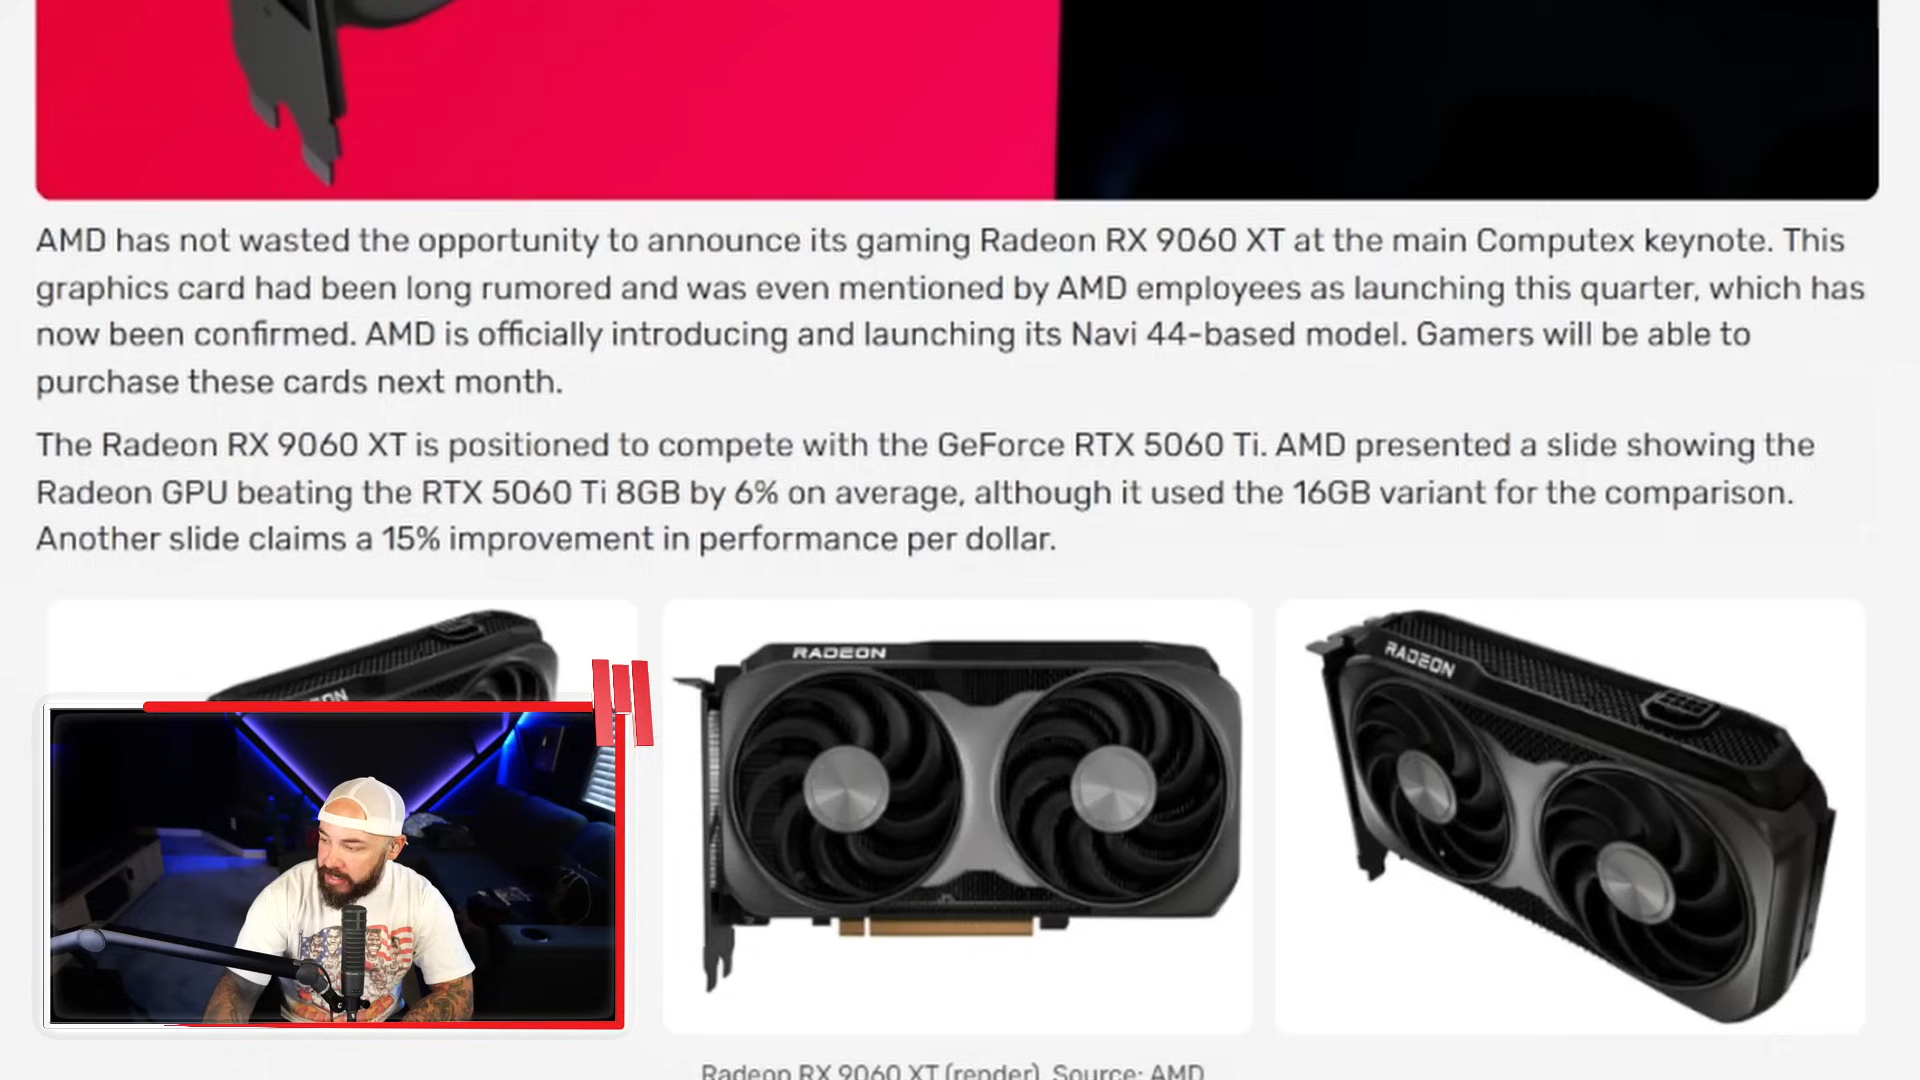 AMD has not wasted the opportunity to announce its gaming Radeon RX 9060 XT at the main Computex keynote. This
graphics card had been long rumored and was even mentioned by AMD employees as launching this quarter, which has
now been confirmed. AMD is officially introducing and launching its Navi 44-based model. Gamers will be able to
purchase these cards next month.
The Radeon RX 9060 XT is positioned to compete with the GeForce RTX 5060 Ti. AMD presented a slide showing the
Radeon GPU beating the RTX 5060 Ti 8GB by 6% on average, although it used the 16GB variant for the comparison.
Another slide claims a 15% improvement in performance per dollar.
RADEON
RADEON
Radeon RX 9060 XT (render), Source: AMD